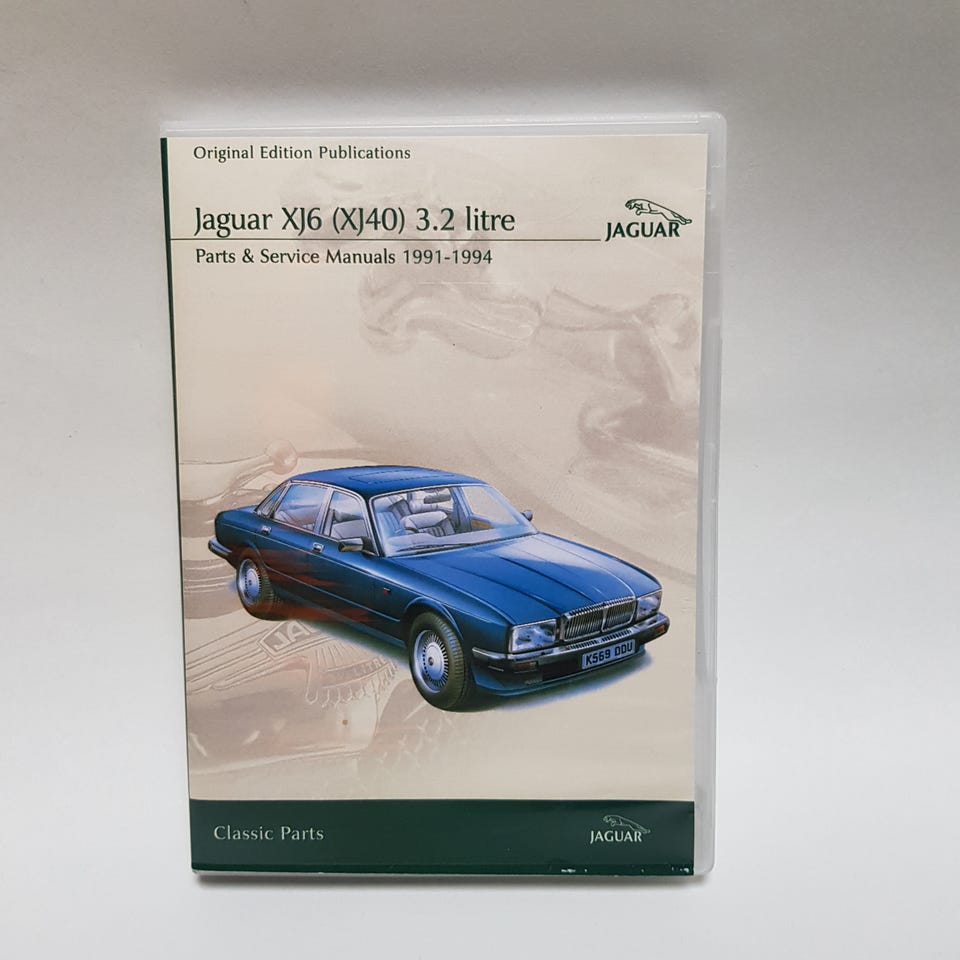 Original Edition Publications
Jaguar XJ6 (XJ40) 3.2 litre
JAGUAR
Parts & Service Manuals 1991-1994
JA
K569 DDU
Classic Parts
JAGUAR